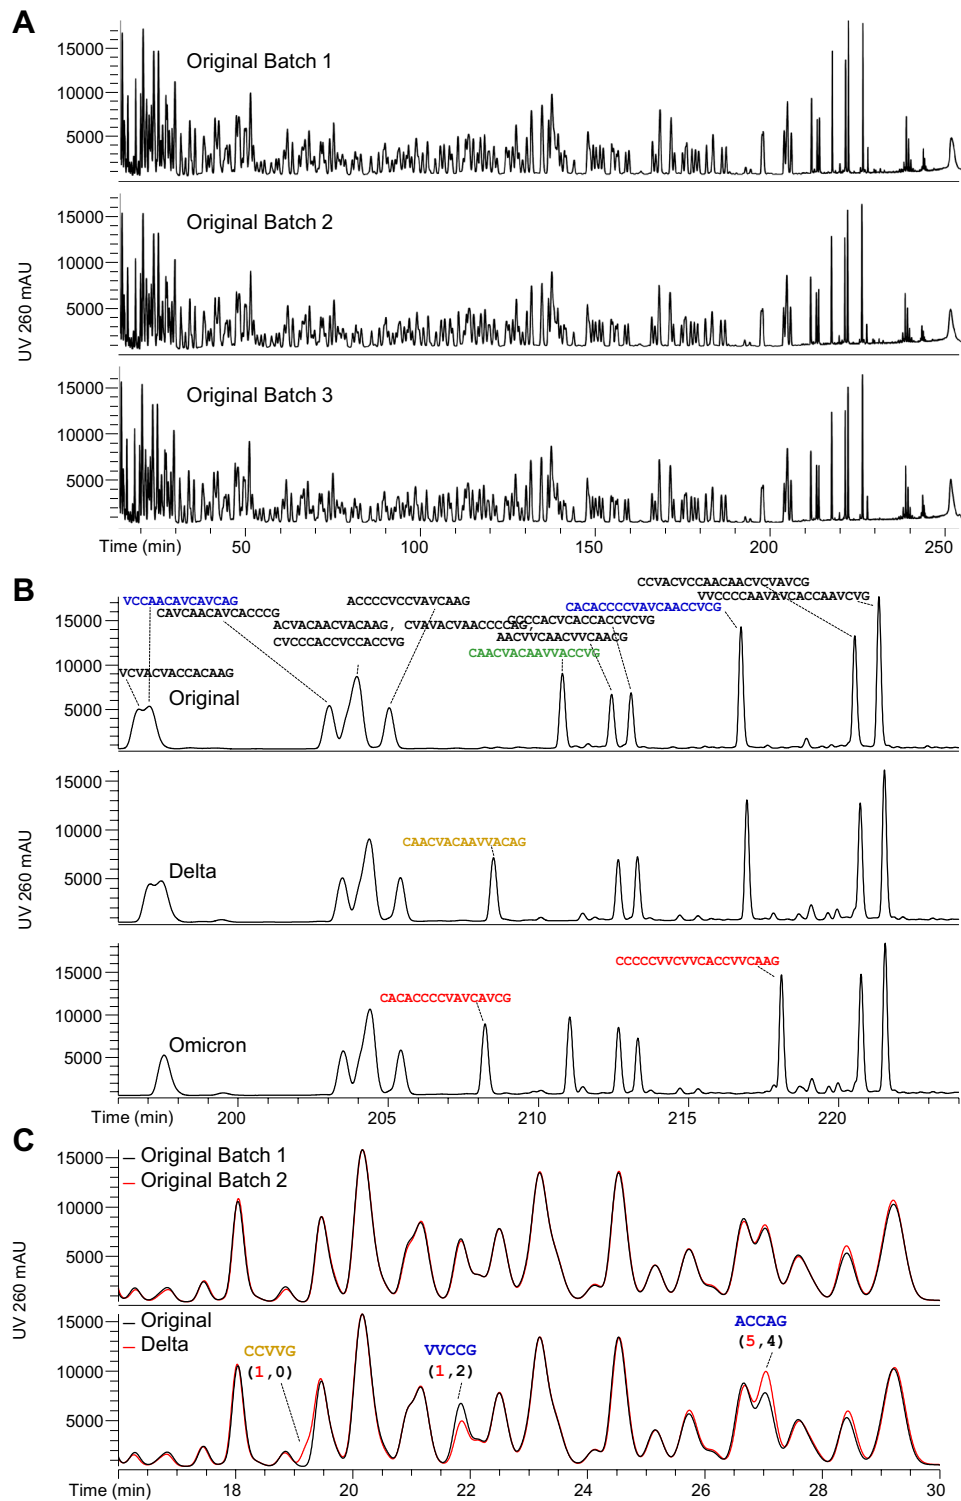 A
15000
10000
5000
Original Batch 1
15000
10000
5000
Original Batch 2
UV 260 mAU
15000
10000
5000
Original Batch 3
Time (min)
50
100
150
200
250
B
CCVACVCCAACAACVCVAVCG
VVCCCCAAVAVCACCAAVCVG
VCCAACAVCAVCAG
CAVCAACAVCACCCG
ACCCCVCCVAVCAAG
CACACCCCVAVCAACCVCG
ACVACAACVACAAG, CVAVACVAACCCCAG,
CVCCCACCVCCACCVG
AACVVCAACVVCAACG
CAACVACAAVVACCVG
VCVACVACCACAAG
15000
10000
5000
Original
15000
10000
5000
CAACVACAAVVACAG
Delta
UV 260 mAU
15000
10000
5000
CCCCCVVCVVCACCVVCAAG
CACACCCCVAVCAVCG
Omicron
Time (min)
200
205
210
215
220
C
15000
10000
5000
Original Batch 1
Original Batch 2
UV 260 mAU
15000
10000
5000
Original
Delta
CCVVG
(1,0)
VVCCG
(1,2)
ACCAG
(5,4)
Time (min)
18
20
22
24
26
28
30